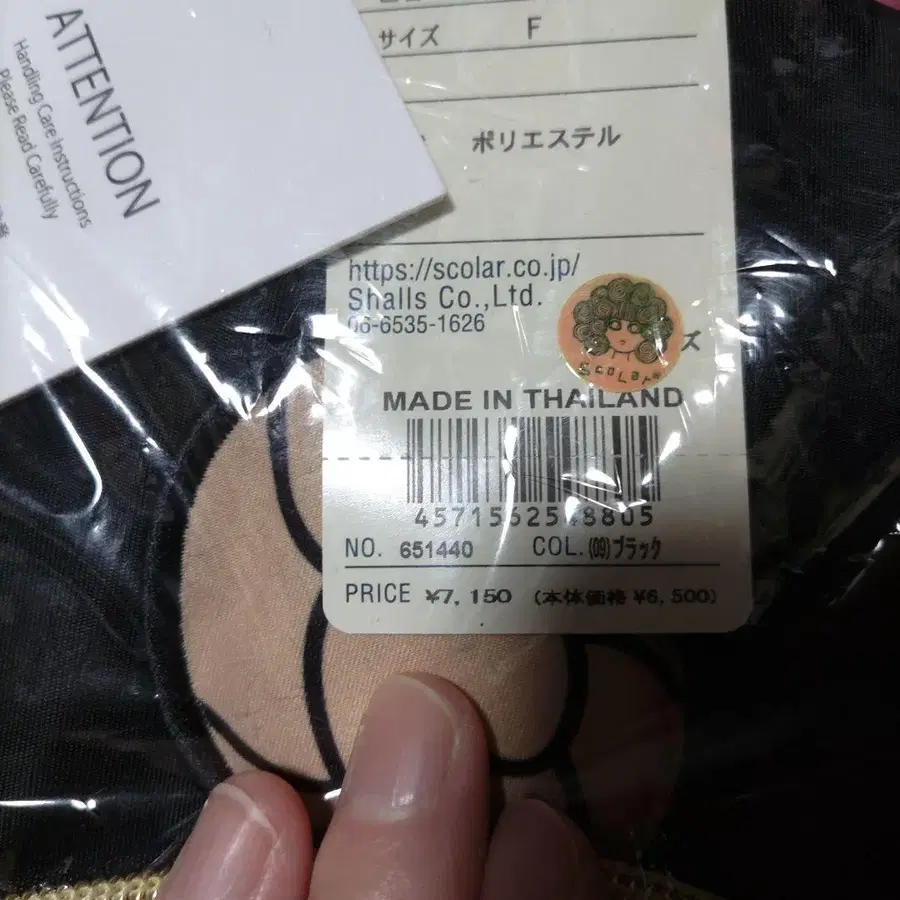 ATTENTION
Handling Care Instructions
Please Read Carefully
サイズ F
ポリエステル
https://scolar.co.jp/
Shalls Co.,Ltd.
06-6535-1626
ズ
ScoLar
MADE IN THAILAND
4571562548805
NO. 651440 COL. (09)ブラック
PRICE ¥7,150 (本体価格 ¥6,500)